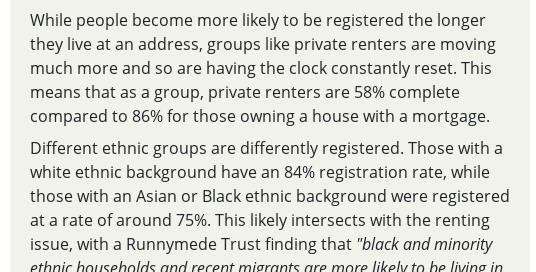 While people become more likely to be registered the longer
they live at an address, groups like private renters are moving
much more and so are having the clock constantly reset. This
means that as a group, private renters are 58% complete
compared to 86% for those owning a house with a mortgage.
Different ethnic groups are differently registered. Those with a
white ethnic background have an 84% registration rate, while
those with an Asian or Black ethnic background were registered
at a rate of around 75%. This likely intersects with the renting
issue, with a Runnymede Trust finding that "black and minority
ethnic households and recent migrants are more likely to be living in